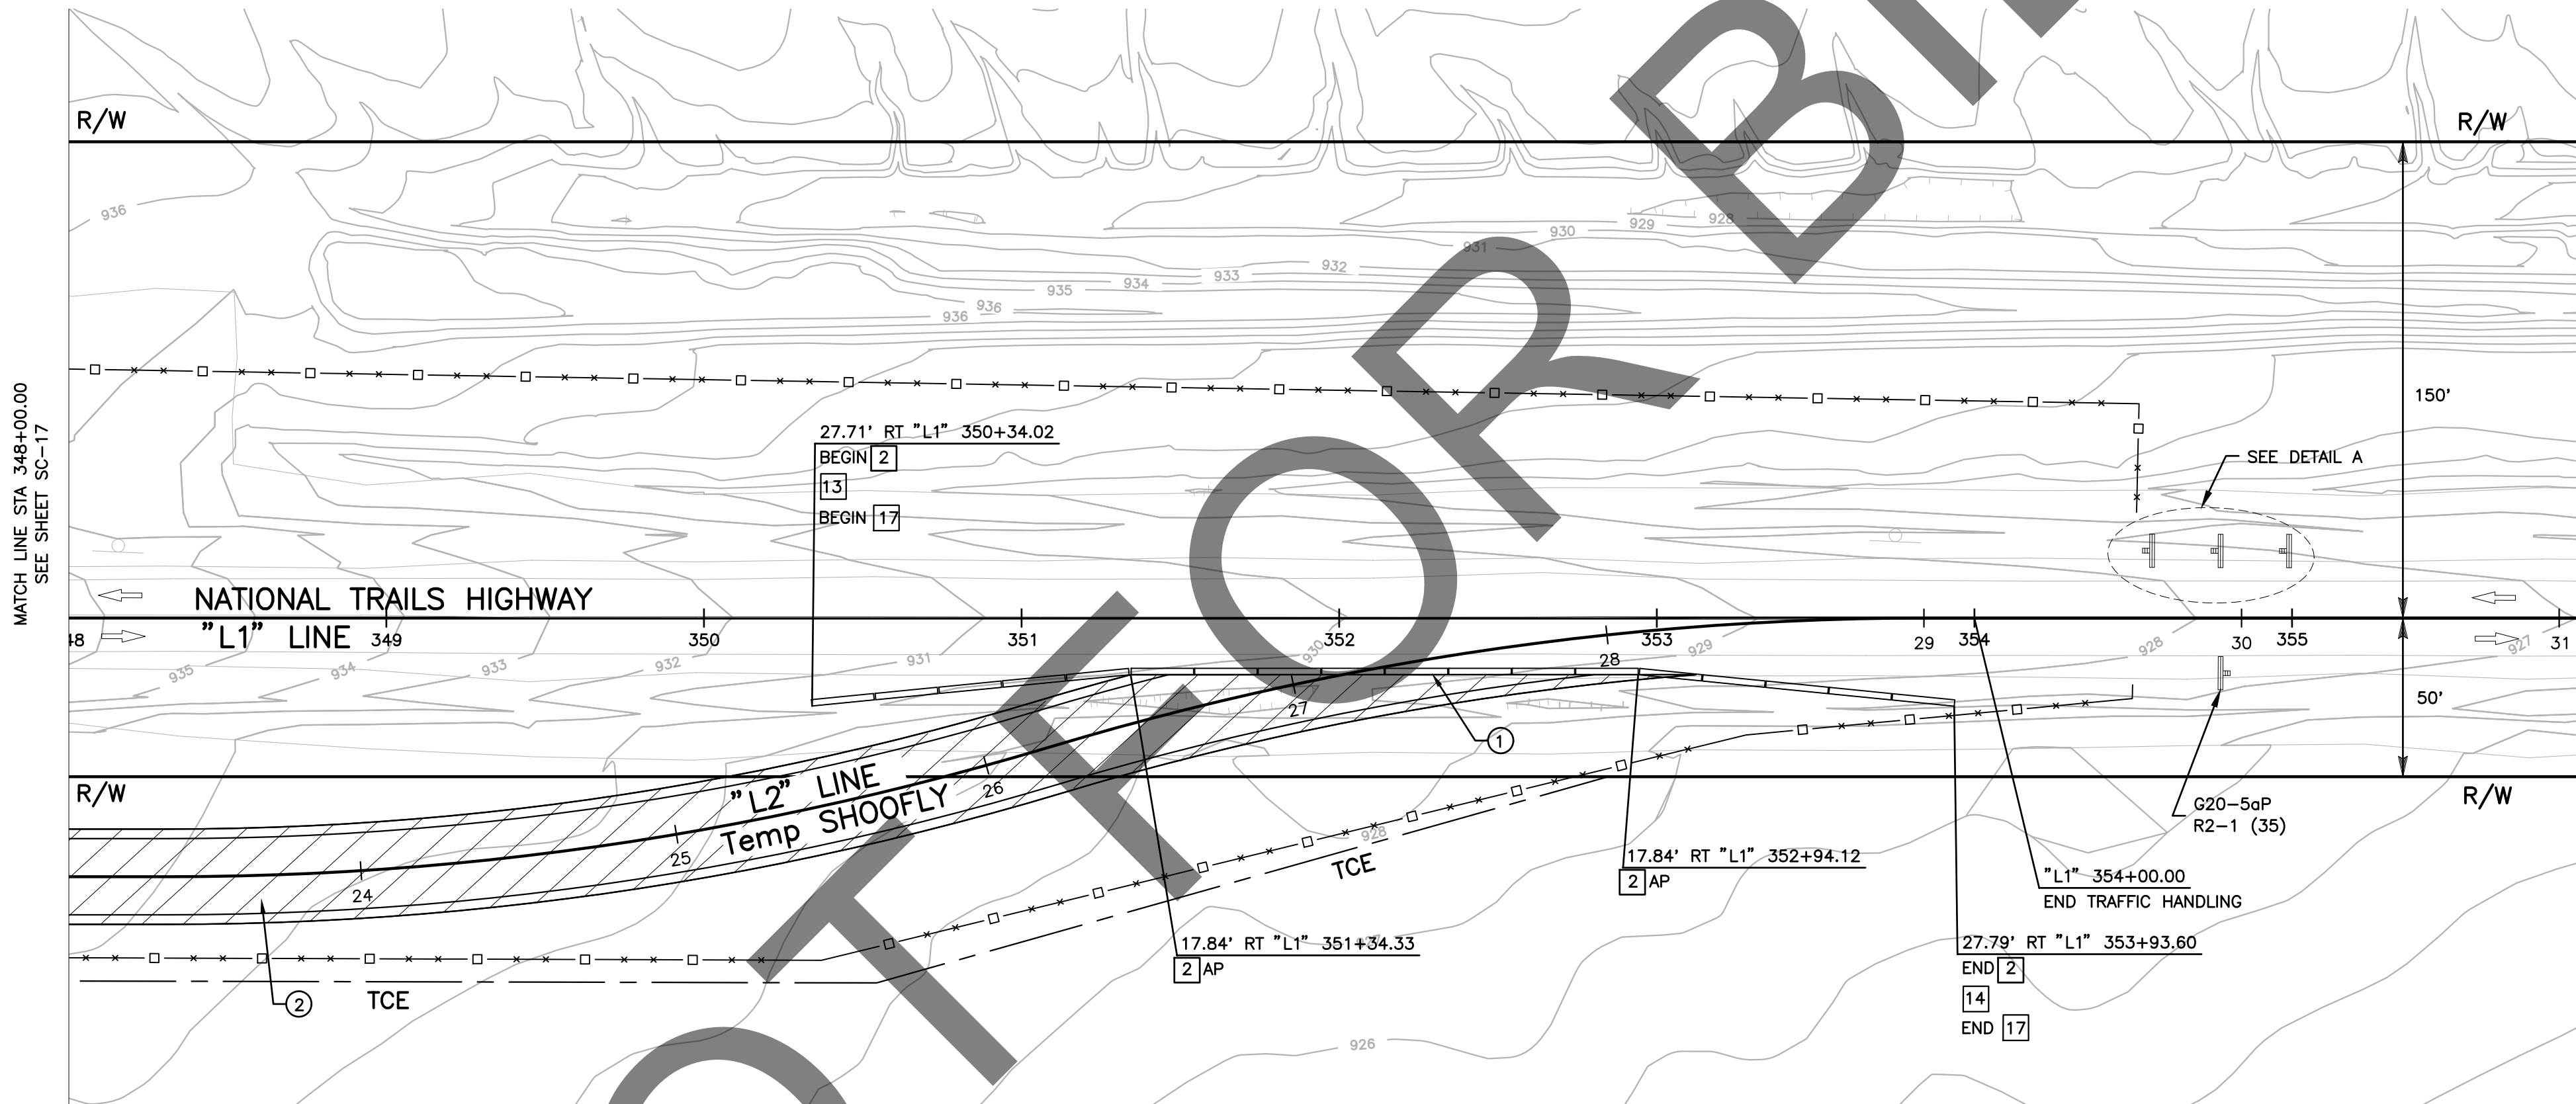 R/W
R/W
936
928
929
930
931
932
933
934
935
936
936
MATCH LINE STA 348+00.00
SEE SHEET SC-17
150'
27.71' RT "L1" 350+34.02
BEGIN 2
13
BEGIN 17
SEE DETAIL A
NATIONAL TRAILS HIGHWAY
"L1" LINE
48 349 350 351 352 353 29 354 30 355 31
935 934 933 932 931 930 929 928 927
28
27
26
25
24
"L2" LINE
Temp SHOOFLY
1
50'
R/W
R/W
G20-5aP
R2-1 (35)
928
TCE
17.84' RT "L1" 352+94.12
2 AP
"L1" 354+00.00
END TRAFFIC HANDLING
17.84' RT "L1" 351+34.33
2 AP
27.79' RT "L1" 353+93.60
END 2
14
END 17
2
TCE
926
OT FOR BI